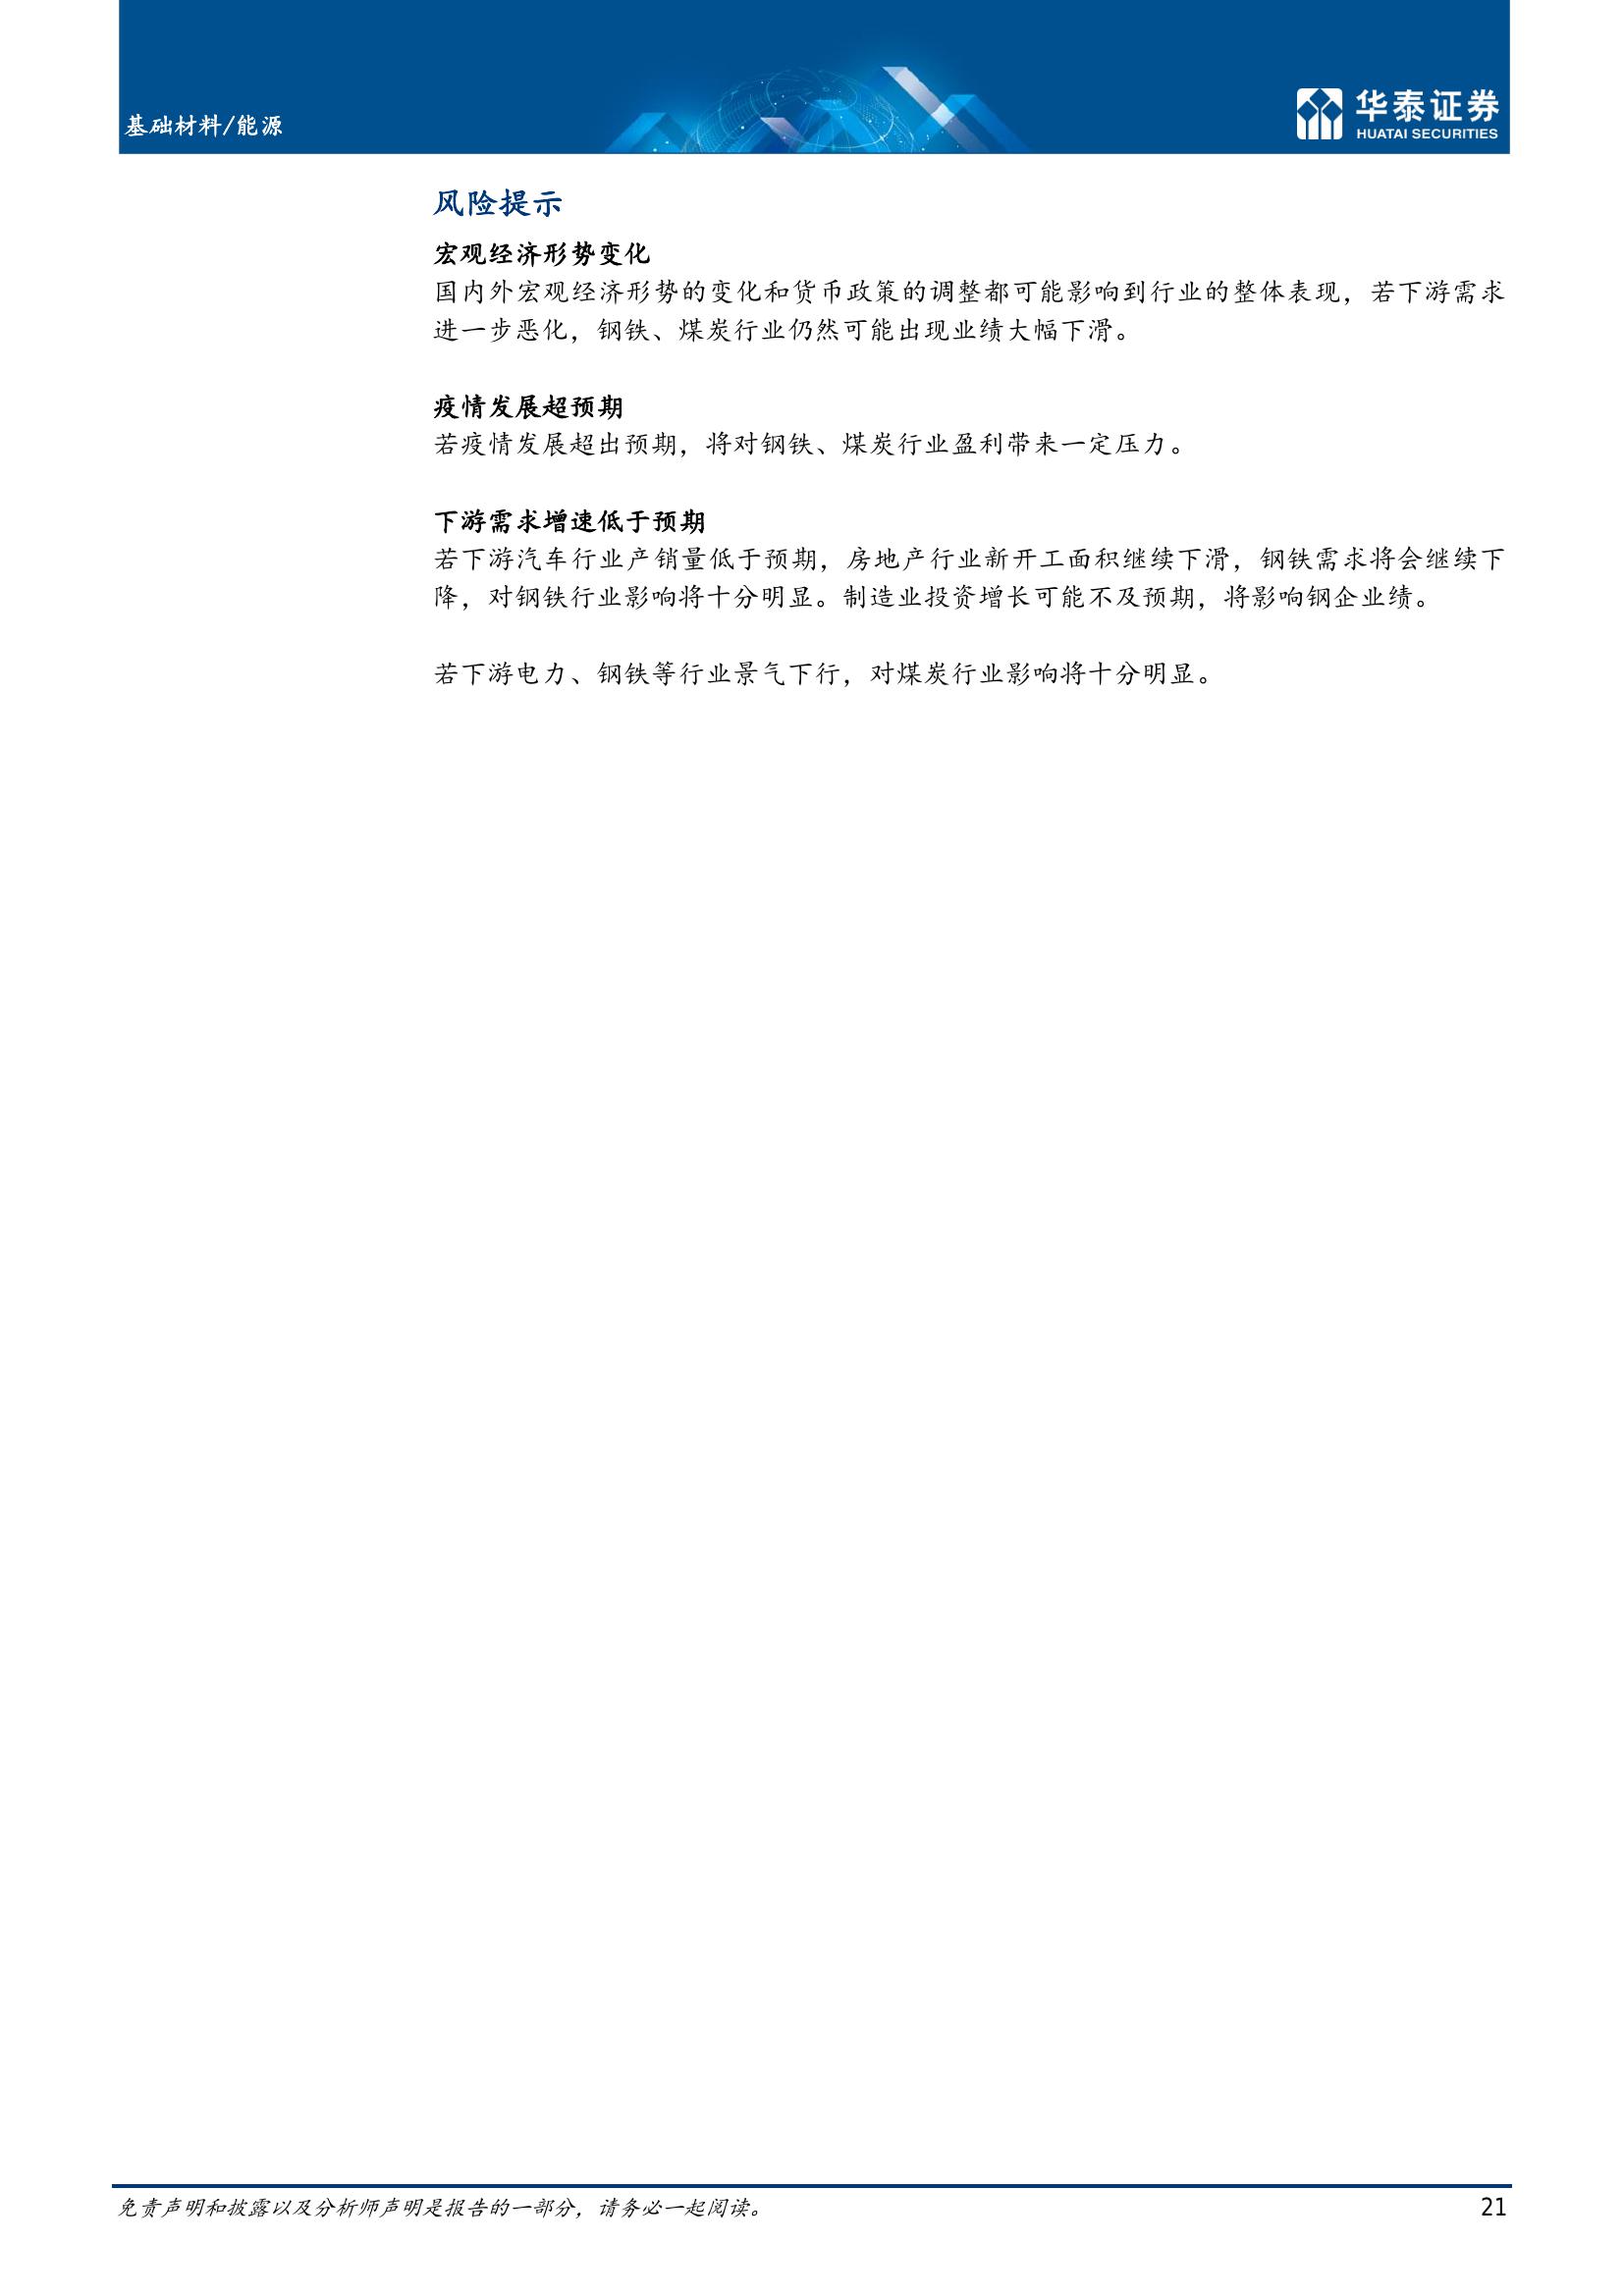 基础材料/能源
华泰证券
HUATAI SECURITIES
风险提示
宏观经济形势变化
国内外宏观经济形势的变化和货币政策的调整都可能影响到行业的整体表现，若下游需求
进一步恶化，钢铁、煤炭行业仍然可能出现业绩大幅下滑。
疫情发展超预期
若疫情发展超出预期，将对钢铁、煤炭行业盈利带来一定压力。
下游需求增速低于预期
若下游汽车行业产销量低于预期，房地产行业新开工面积继续下滑，钢铁需求将会继续下
降，对钢铁行业影响将十分明显。制造业投资增长可能不及预期，将影响钢企业绩。
若下游电力、钢铁等行业景气下行，对煤炭行业影响将十分明显。
免责声明和披露以及分析师声明是报告的一部分，请务必一起阅读。
21